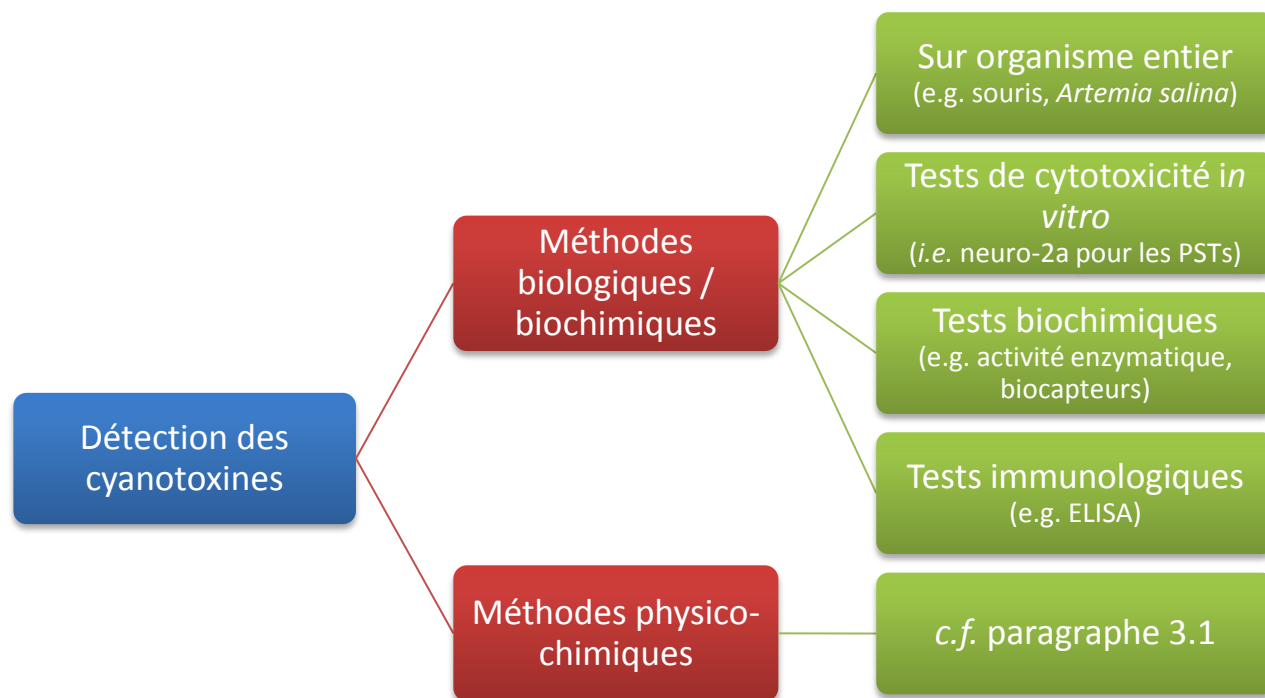 Détection des
cyanotoxines
Méthodes
biologiques /
biochimiques
Sur organisme entier
(e.g. souris, Artemia salina)
Tests de cytotoxicité in
vitro
(i.e. neuro-2a pour les PSTs)
Tests biochimiques
(e.g. activité enzymatique,
biocapteurs)
Tests immunologiques
(e.g. ELISA)
Méthodes physico-
chimiques
c.f. paragraphe 3.1